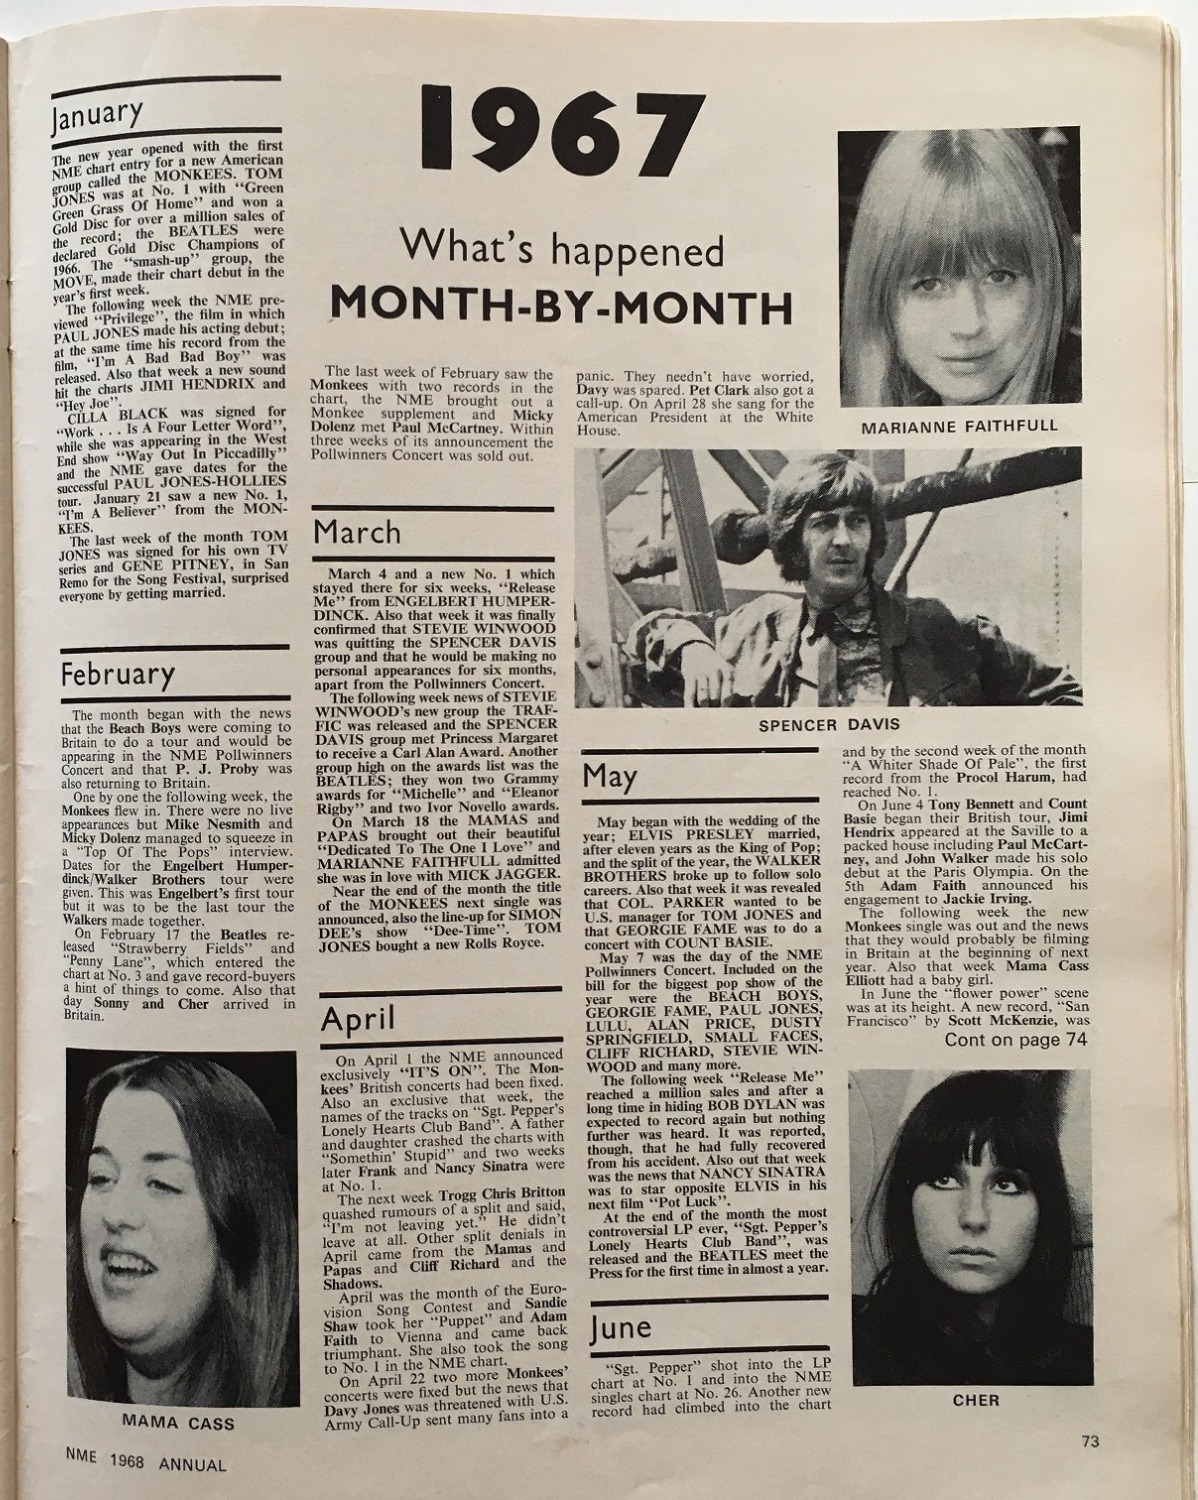 1967
What's happened
MONTH-BY-MONTH
January
The new year opened with the first
NME chart entry for a new American
group called the MONKEES. TOM
JONES was at No. 1 with "Green
Green Grass Of Home" and won a
Gold Disc for over a million sales of
the record; the BEATLES were
declared Gold Disc Champions of
1966. The "smash-up" group, the
MOVE, made their chart debut in the
year's first week.
The following week the NME pre-
viewed "Privilege", the film in which
PAUL JONES made his acting debut;
at the same time his record from the
film, "I'm A Bad Bad Boy" was
released. Also that week a new sound
hit the charts JIMI HENDRIX and
"Hey Joe".
CILLA BLACK was signed for
"Work . . . Is A Four Letter Word",
while she was appearing in the West
End show "Way Out In Piccadilly"
and the NME gave dates for the
successful PAUL JONES-HOLLIES
tour. January 21 saw a new No. 1,
"I'm A Believer" from the MON-
KEES.
The last week of the month TOM
JONES was signed for his own TV
series and GENE PITNEY, in San
Remo for the Song Festival, surprised
everyone by getting married.
February
The month began with the news
that the Beach Boys were coming to
Britain to do a tour and would be
appearing in the NME Pollwinners
Concert and that P. J. Proby was
also returning to Britain.
One by one the following week, the
Monkees flew in. There were no live
appearances but Mike Nesmith and
Micky Dolenz managed to squeeze in
a "Top Of The Pops" interview.
Dates for the Engelbert Humper-
dinck/Walker Brothers tour were
given. This was Engelbert's first tour
but it was to be the last tour the
Walkers made together.
On February 17 the Beatles re-
leased "Strawberry Fields" and
"Penny Lane", which entered the
chart at No. 3 and gave record-buyers
a hint of things to come. Also that
day Sonny and Cher arrived in
Britain.
MAMA CASS
The last week of February saw the
Monkees with two records in the
chart, the NME brought out a
Monkee supplement and Micky
Dolenz met Paul McCartney. Within
three weeks of its announcement the
Pollwinners Concert was sold out.
March
March 4 and a new No. 1 which
stayed there for six weeks, "Release
Me" from ENGELBERT HUMPER-
DINCK. Also that week it was finally
confirmed that STEVIE WINWOOD
was quitting the SPENCER DAVIS
group and that he would be making no
personal appearances for six months,
apart from the Pollwinners Concert.
The following week news of STEVIE
WINWOOD'S new group the TRAF-
FIC was released and the SPENCER
DAVIS group met Princess Margaret
to receive a Carl Alan Award. Another
group high on the awards list was the
BEATLES; they won two Grammy
awards for "Michelle" and "Eleanor
Rigby" and two Ivor Novello awards.
On March 18 the MAMAS and
PAPAS brought out their beautiful
"Dedicated To The One I Love" and
MARIANNE FAITHFULL admitted
she was in love with MICK JAGGER.
Near the end of the month the title
of the MONKEES next single was
announced, also the line-up for SIMON
DEE's show "Dee-Time". TOM
JONES bought a new Rolls Royce.
April
On April 1 the NME announced
exclusively "IT'S ON". The Mon-
kees' British concerts had been fixed.
Also an exclusive that week, the
names of the tracks on "Sgt. Pepper's
Lonely Hearts Club Band". A father
and daughter crashed the charts with
"Somethin' Stupid" and two weeks
later Frank and Nancy Sinatra were
at No. 1.
The next week Trogg Chris Britton
quashed rumours of a split and said,
"I'm not leaving yet." He didn't
leave at all. Other split denials in
April came from the Mamas and
Papas and Cliff Richard and the
Shadows.
April was the month of the Euro-
vision Song Contest and Sandie
Shaw took her "Puppet" and Adam
Faith to Vienna and came back
triumphant. She also took the song
to No. 1 in the NME chart.
On April 22 two more Monkees'
concerts were fixed but the news that
Davy Jones was threatened with U.S.
Army Call-Up sent many fans into a
panic. They needn't have worried,
Davy was spared. Pet Clark also got a
call-up. On April 28 she sang for the
American President at the White
House.
MARIANNE FAITHFULL
SPENCER DAVIS
May
May began with the wedding of the
year; ELVIS PRESLEY married,
after eleven years as the King of Pop;
and the split of the year, the WALKER
BROTHERS broke up to follow solo
careers. Also that week it was revealed
that COL. PARKER wanted to be
U.S. manager for TOM JONES and
that GEORGIE FAME was to do a
concert with COUNT BASIE.
May 7 was the day of the NME
Pollwinners Concert. Included on the
bill for the biggest pop show of the
year were the BEACH BOYS,
GEORGIE FAME, PAUL JONES,
LULU, ALAN PRICE, DUSTY
SPRINGFIELD, SMALL FACES,
CLIFF RICHARD, STEVIE WIN-
WOOD and many more.
The following week "Release Me"
reached a million sales and after a
long time in hiding BOB DYLAN was
expected to record again but nothing
further was heard. It was reported,
though, that he had fully recovered
from his accident. Also out that week
was the news that NANCY SINATRA
was to star opposite ELVIS in his
next film "Pot Luck".
At the end of the month the most
controversial LP ever, "Sgt. Pepper's
Lonely Hearts Club Band", was
released and the BEATLES meet the
Press for the first time in almost a year.
June
"Sgt. Pepper" shot into the LP
chart at No. 1 and into the NME
singles chart at No. 26. Another new
record had climbed into the chart
and by the second week of the month
"A Whiter Shade Of Pale", the first
record from the Procol Harum, had
reached No. 1.
On June 4 Tony Bennett and Count
Basie began their British tour, Jimi
Hendrix appeared at the Saville to a
packed house including Paul McCart-
ney, and John Walker made his solo
debut at the Paris Olympia. On the
5th Adam Faith announced his
engagement to Jackie Irving.
The following week the new
Monkees single was out and the news
that they would probably be filming
in Britain at the beginning of next
year. Also that week Mama Cass
Elliott had a baby girl.
In June the "flower power" scene
was at its height. A new record, "San
Francisco" by Scott McKenzie, was
Cont on page 74
CHER
73
NME 1968 ANNUAL